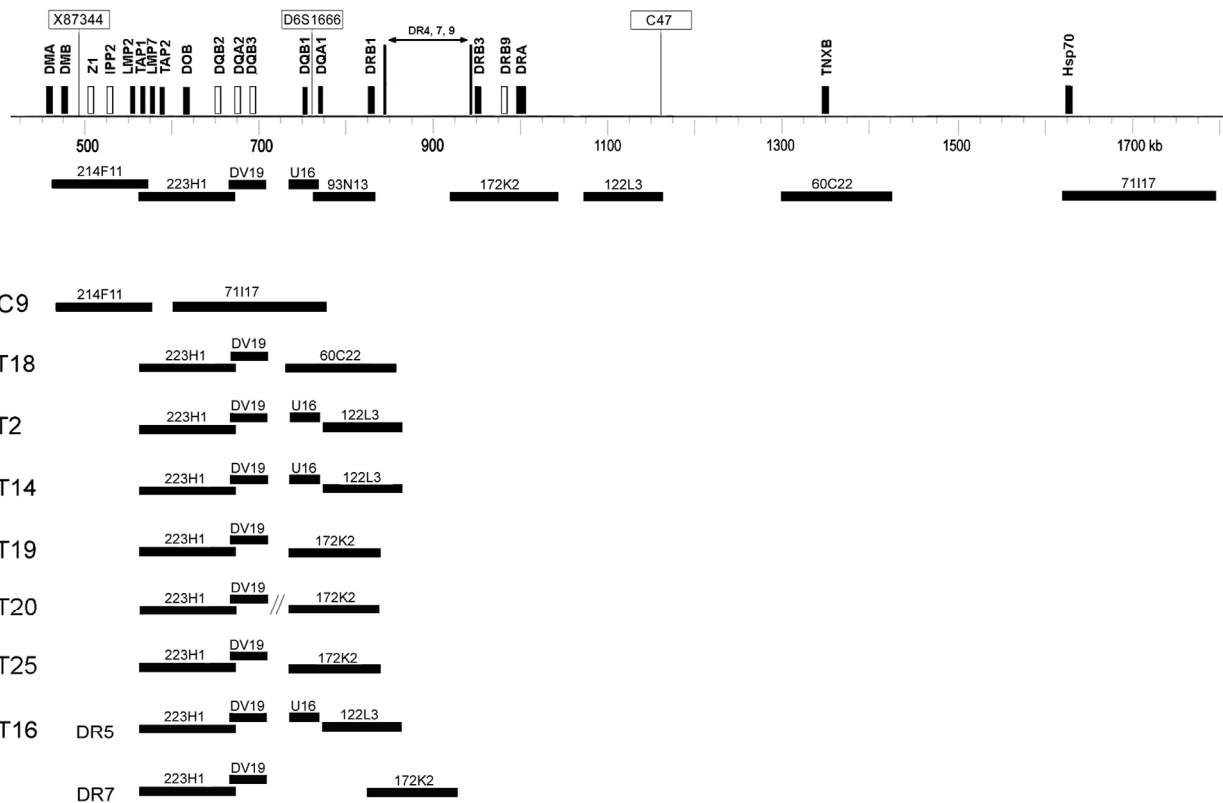 X87344 D6S1666 C47
DR4, 7, 9
DMA DMB Z1 IPP2 LMP2 TAP1 LMP7 TAP2 DOB DQB2 DQA2 DQB3 DQB1 DQA1 DRB1 DRB3 DRB9 DRA TNXB Hsp70
500 700 900 1100 1300 1500 1700 kb
214F11 DV19 U16
223H1 93N13 172K2 122L3 60C22 71I17
C9 214F11 71I17
T18 223H1 DV19 60C22
T2 223H1 DV19 U16 122L3
T14 223H1 DV19 U16 122L3
T19 223H1 DV19 172K2
T20 223H1 DV19 // 172K2
T25 223H1 DV19 172K2
T16 DR5 223H1 DV19 U16 122L3
DR7 223H1 DV19 172K2